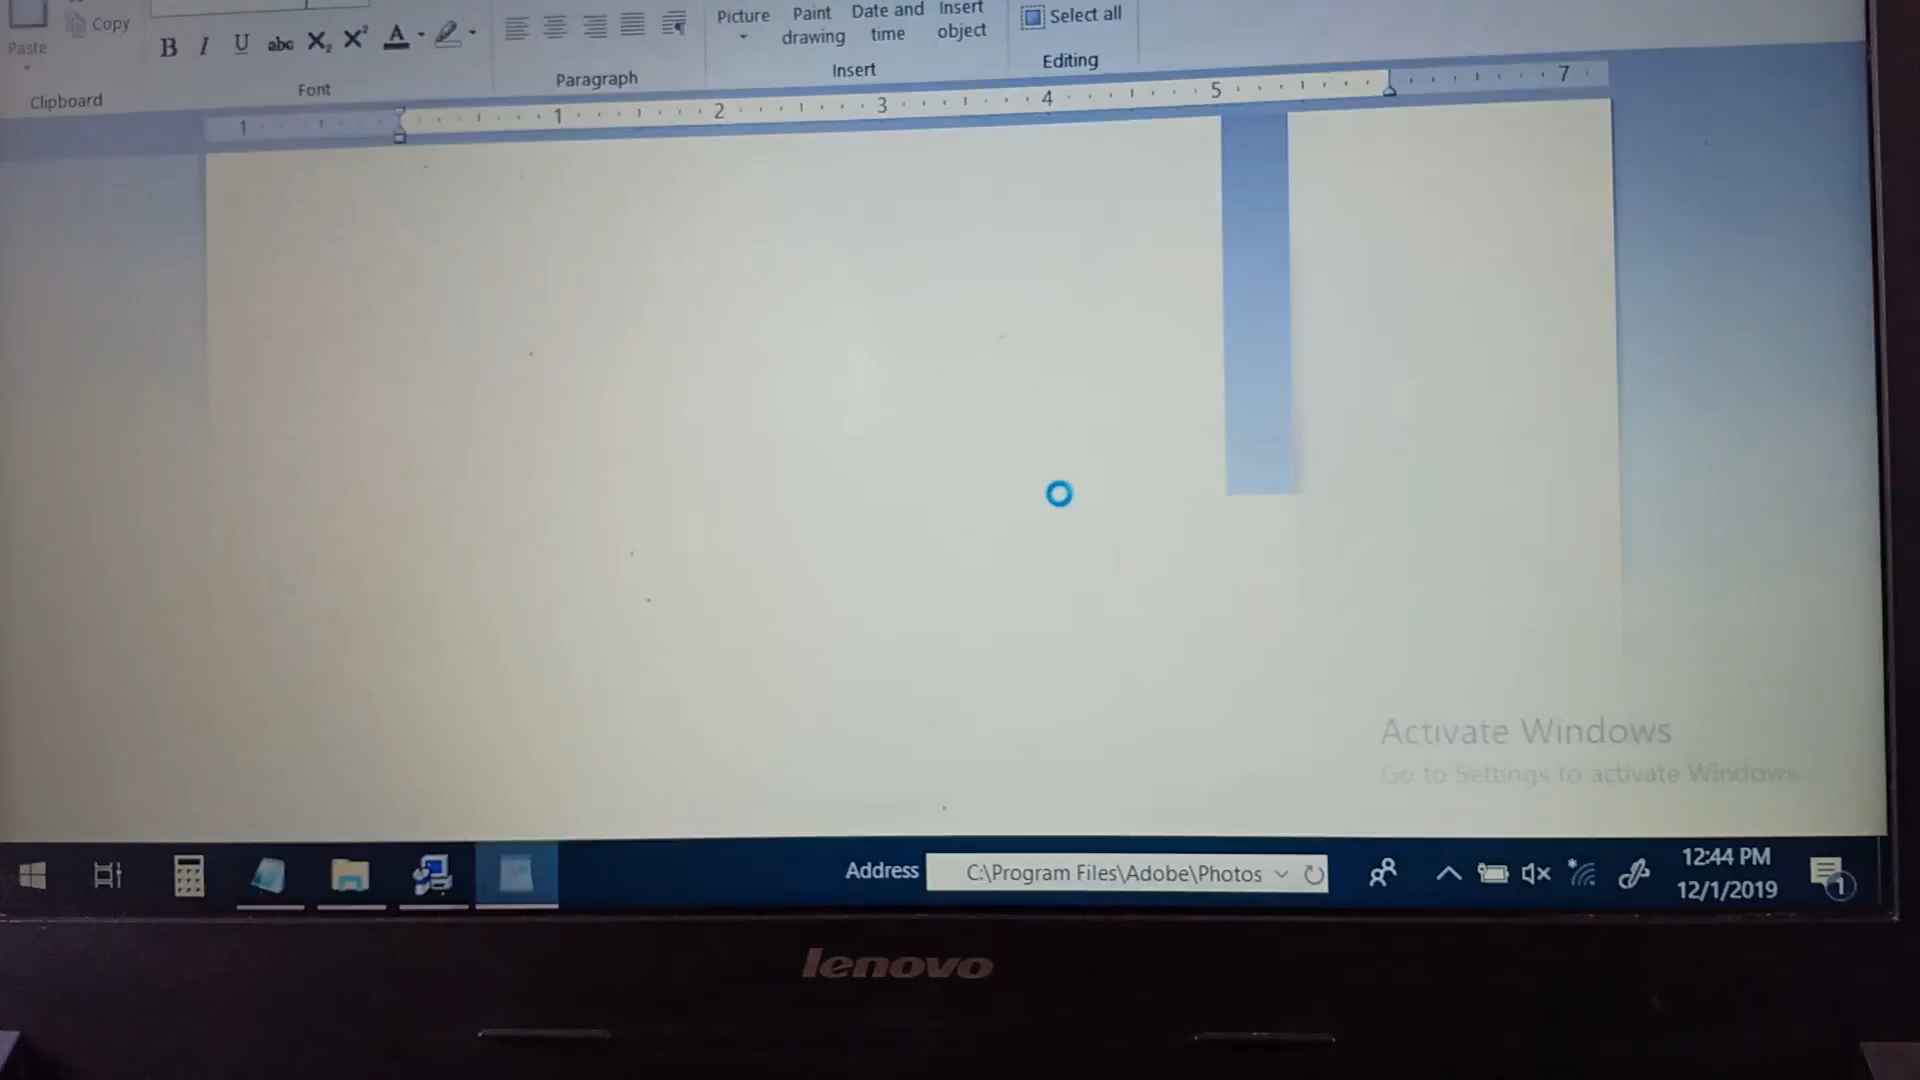 Paste
Copy
Clipboard
B I U abc X₂ X² A
Font
Paragraph
Picture
Paint drawing
Date and time
Insert object
Insert
Select all
Editing
1 1 2 3 4 5 7
Activate Windows
Go to Settings to activate Windows.
Address C:\Program Files\Adobe\Photos
12:44 PM
12/1/2019
1
lenovo